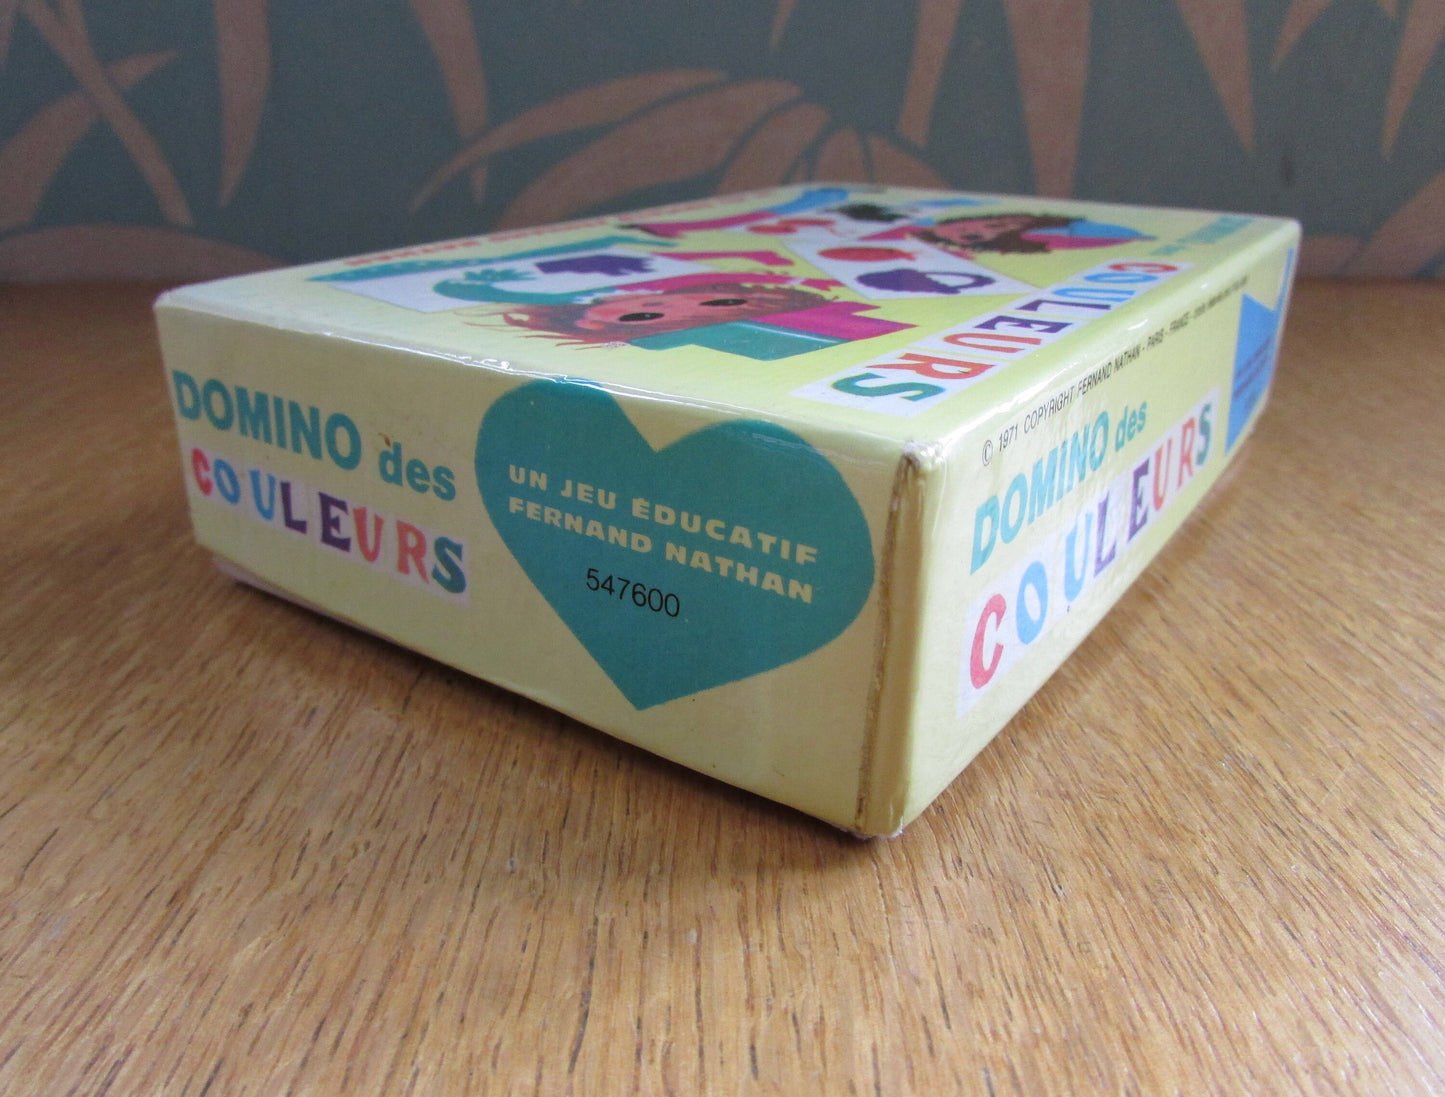 DOMINO des
COULEURS
UN JEU ÉDUCATIF
FERNAND NATHAN
547600
COULEURS
© 1971 COPYRIGHT FERNAND NATHAN - PARIS - FRANCE -
DOMINO des
COULEURS